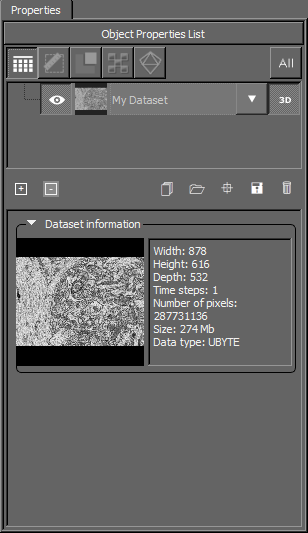 Properties
Object Properties List
All
My Dataset
3D
Dataset information
Width: 878
Height: 616
Depth: 532
Time steps: 1
Number of pixels:
287731136
Size: 274 Mb
Data type: UBYTE